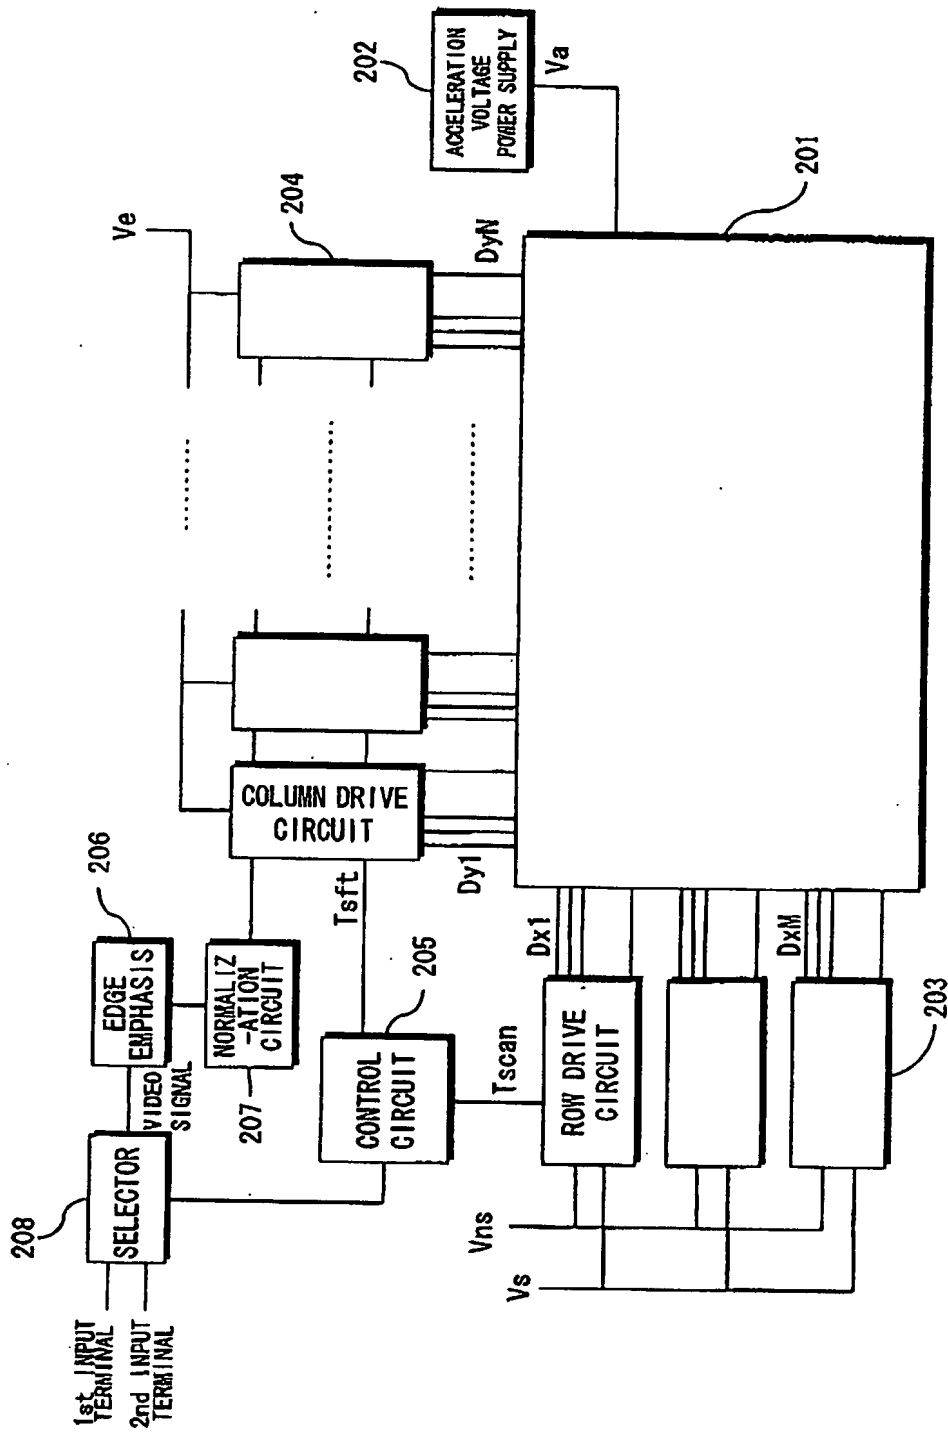 1st INPUT
TERMINAL
2nd INPUT
TERMINAL
208
SELECTOR
VIDEO
SIGNAL
206
EDGE
EMPHASIS
207
NORMALIZ
-ATION
CIRCUIT
205
CONTROL
CIRCUIT
Tsft
Tscan
COLUMN DRIVE
CIRCUIT
Ve
204
Dy1
DyN
202
ACCELERATION
VOLTAGE
POWER SUPPLY
Va
201
Vns
Vs
ROW DRIVE
CIRCUIT
Dx1
DxM
203